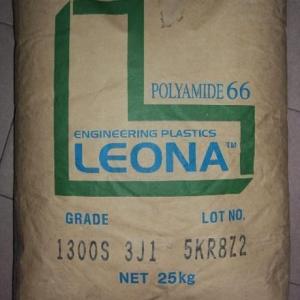 POLYAMIDE 66
ENGINEERING PLASTICS
LEONA™
GRADE LOT NO.
1300S 3J1 5KR8Z2
NET 25kg